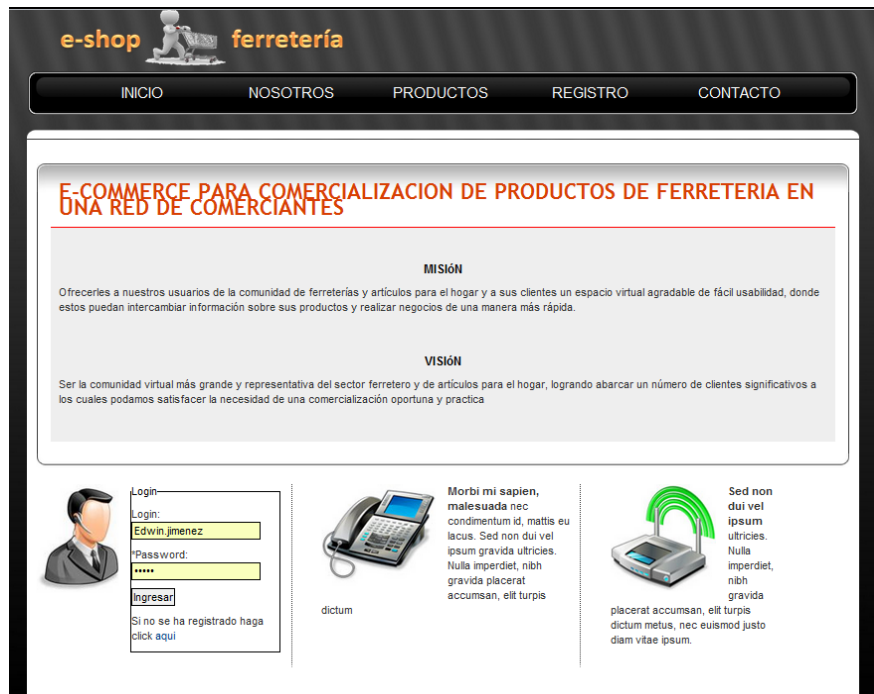 e-shop ferretería
INICIO NOSOTROS PRODUCTOS REGISTRO CONTACTO
E-COMMERCE PARA COMERCIALIZACION DE PRODUCTOS DE FERRETERIA EN
UNA RED DE COMERCIANTES
MISIóN
Ofrecerles a nuestros usuarios de la comunidad de ferreterías y artículos para el hogar y a sus clientes un espacio virtual agradable de fácil usabilidad, donde
estos puedan intercambiar información sobre sus productos y realizar negocios de una manera más rápida.
VISIóN
Ser la comunidad virtual más grande y representativa del sector ferretero y de artículos para el hogar, logrando abarcar un número de clientes significativos a
los cuales podamos satisfacer la necesidad de una comercialización oportuna y practica
Login
Login:
Edwin.jimenez
*Password:
•••••
Ingresar
Si no se ha registrado haga
click aqui
Morbi mi sapien,
malesuada nec
condimentum id, mattis eu
lacus. Sed non dui vel
ipsum gravida ultricies.
Nulla imperdiet, nibh
gravida placerat
accumsan, elit turpis
dictum
Sed non
dui vel
ipsum
ultricies.
Nulla
imperdiet,
nibh
gravida
placerat accumsan, elit turpis
dictum metus, nec euismod justo
diam vitae ipsum.